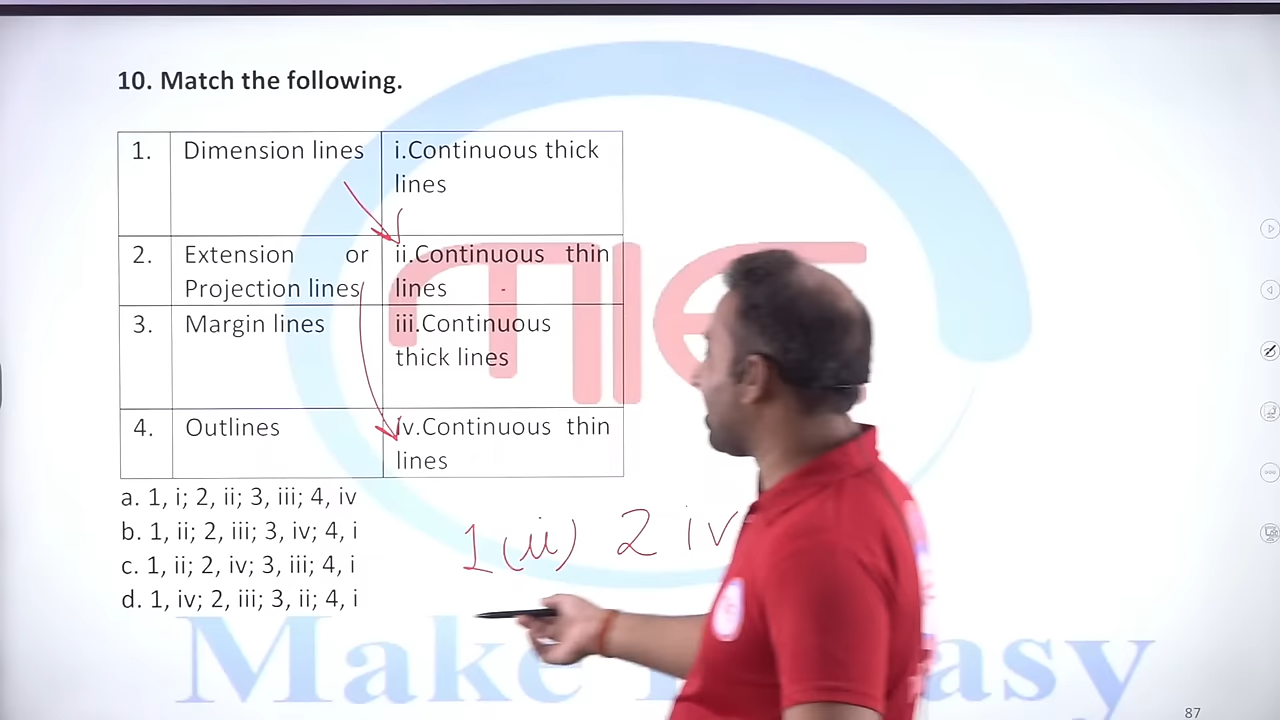 10. Match the following.
1. Dimension lines i.Continuous thick
lines
2. Extension or ii.Continuous thin
Projection lines lines
3. Margin lines iii.Continuous
thick lines
4. Outlines iv.Continuous thin
lines
a. 1, i; 2, ii; 3, iii; 4, iv
b. 1, ii; 2, iii; 3, iv; 4, i
c. 1, ii; 2, iv; 3, iii; 4, i
d. 1, iv; 2, iii; 3, ii; 4, i
1 (ii) 2 iv
Make asy
87